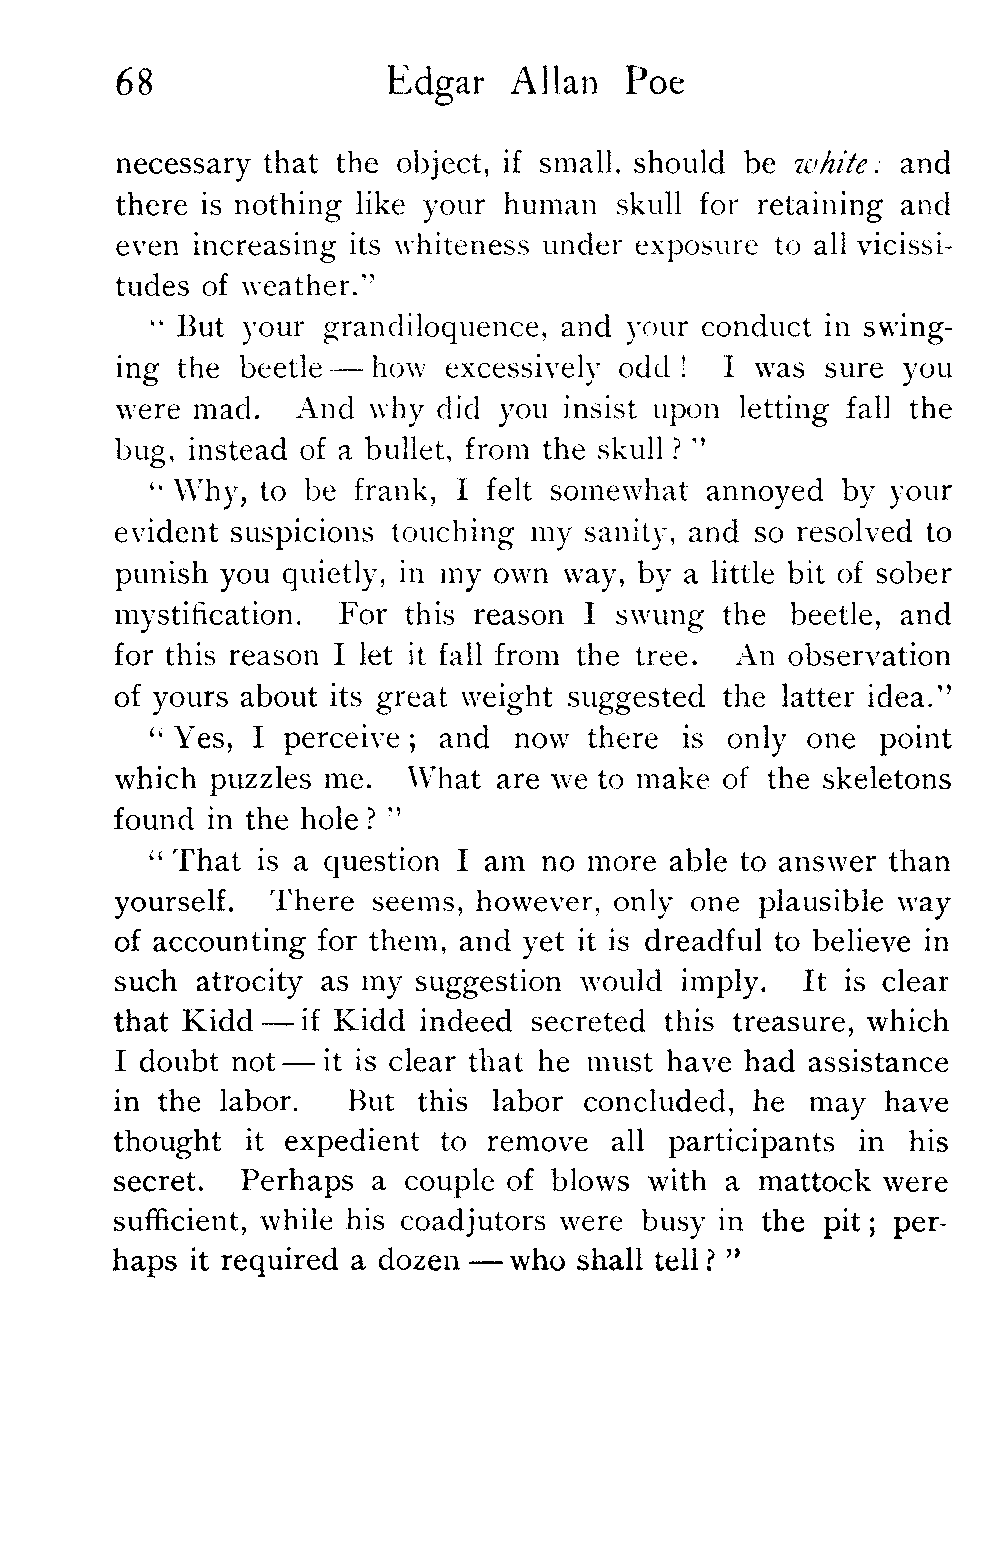 68 Edgar Allan Poe
necessary that the object, if small, should be white: and
there is nothing like your human skull for retaining and
even increasing its whiteness under exposure to all vicissi-
tudes of weather."
" But your grandiloquence, and your conduct in swing-
ing the beetle — how excessively odd ! I was sure you
were mad. And why did you insist upon letting fall the
bug, instead of a bullet, from the skull ? "
" Why, to be frank, I felt somewhat annoyed by your
evident suspicions touching my sanity, and so resolved to
punish you quietly, in my own way, by a little bit of sober
mystification. For this reason I swung the beetle, and
for this reason I let it fall from the tree. An observation
of yours about its great weight suggested the latter idea."
" Yes, I perceive ; and now there is only one point
which puzzles me. What are we to make of the skeletons
found in the hole ? "
" That is a question I am no more able to answer than
yourself. There seems, however, only one plausible way
of accounting for them, and yet it is dreadful to believe in
such atrocity as my suggestion would imply. It is clear
that Kidd — if Kidd indeed secreted this treasure, which
I doubt not — it is clear that he must have had assistance
in the labor. But this labor concluded, he may have
thought it expedient to remove all participants in his
secret. Perhaps a couple of blows with a mattock were
sufficient, while his coadjutors were busy in the pit ; per-
haps it required a dozen — who shall tell ? "